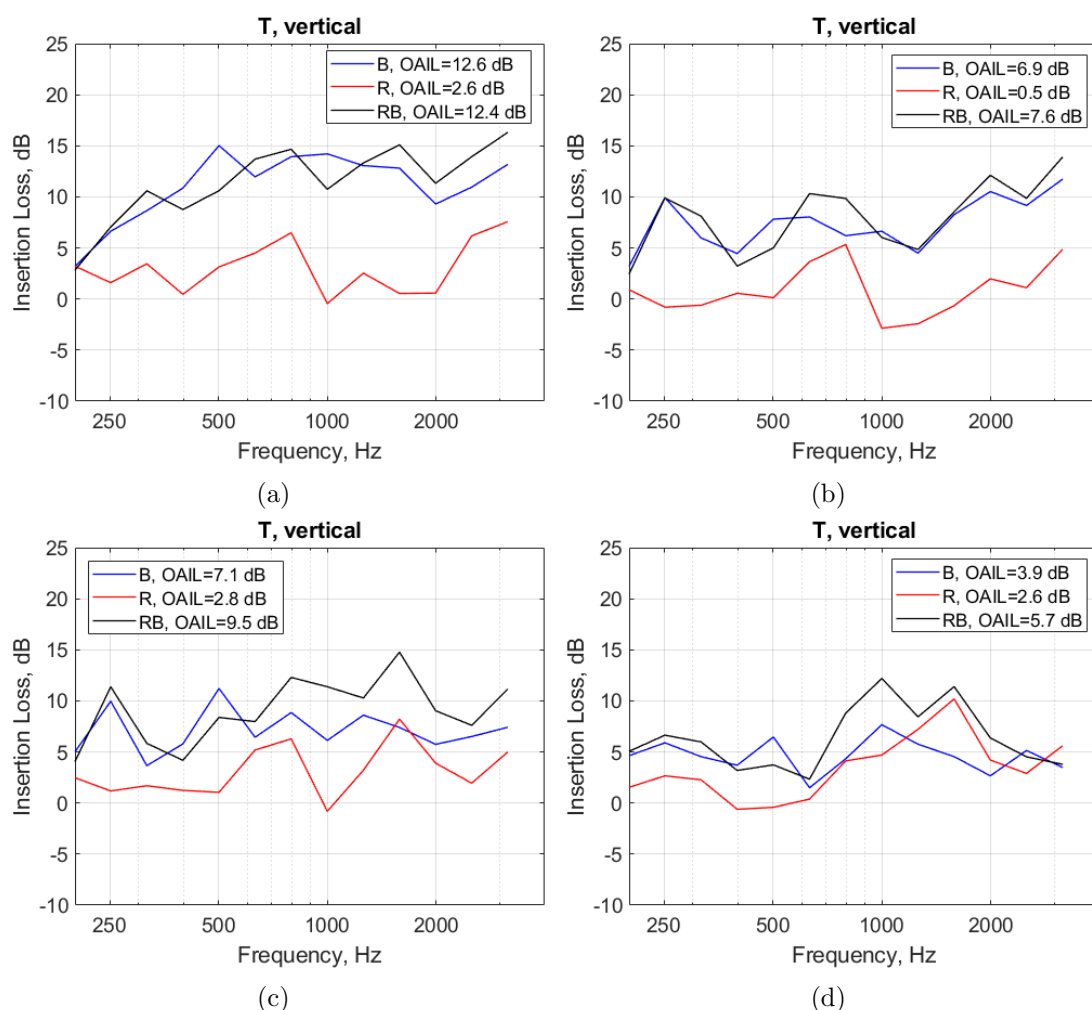 T, vertical
25
20
15
10
5
0
-5
-10
Insertion Loss, dB
B, OAIL=12.6 dB
R, OAIL=2.6 dB
RB, OAIL=12.4 dB
250 500 1000 2000
Frequency, Hz
(a)
T, vertical
25
20
15
10
5
0
-5
-10
Insertion Loss, dB
B, OAIL=6.9 dB
R, OAIL=0.5 dB
RB, OAIL=7.6 dB
250 500 1000 2000
Frequency, Hz
(b)
T, vertical
25
20
15
10
5
0
-5
-10
Insertion Loss, dB
B, OAIL=7.1 dB
R, OAIL=2.8 dB
RB, OAIL=9.5 dB
250 500 1000 2000
Frequency, Hz
(c)
T, vertical
25
20
15
10
5
0
-5
-10
Insertion Loss, dB
B, OAIL=3.9 dB
R, OAIL=2.6 dB
RB, OAIL=5.7 dB
250 500 1000 2000
Frequency, Hz
(d)